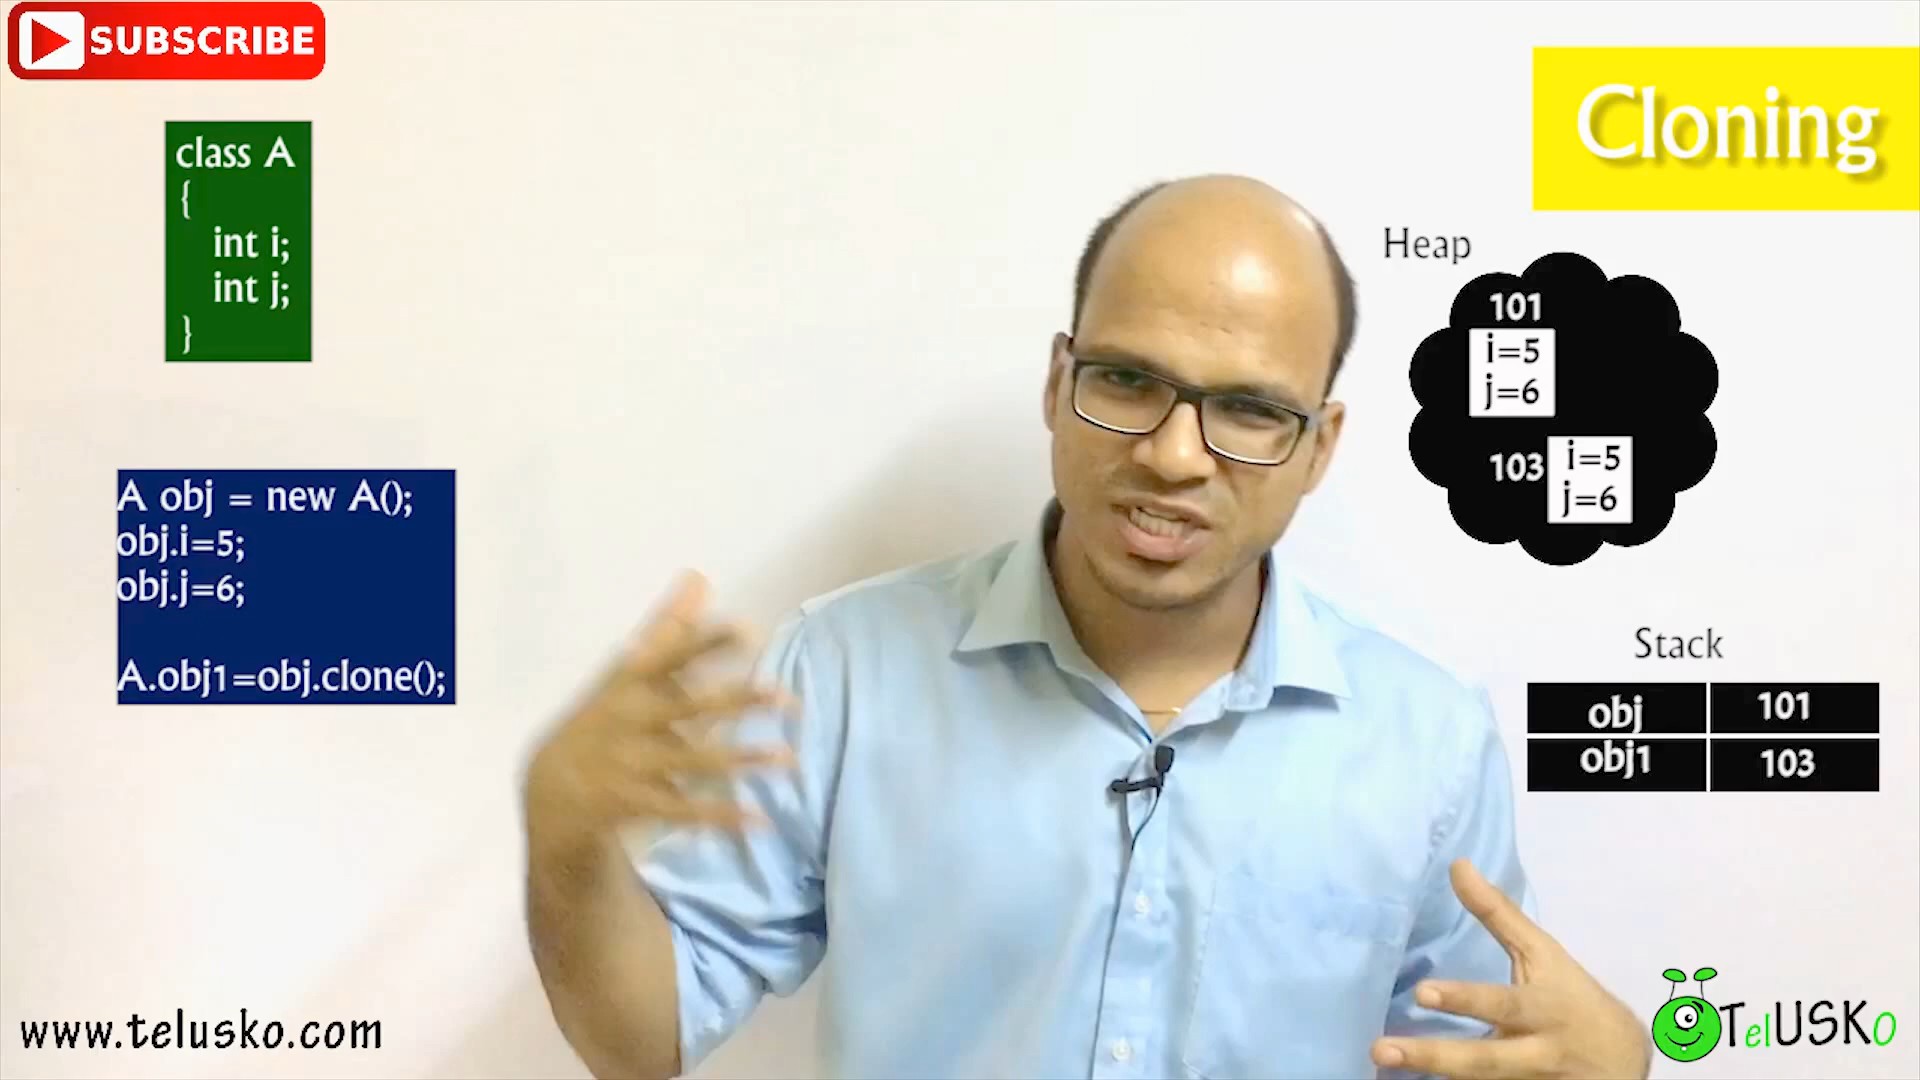 SUBSCRIBE
Cloning
class A
{
int i;
int j;
}
A obj = new A();
obj.i=5;
obj.j=6;
A.obj1=obj.clone();
Heap
101
i=5
j=6
103
i=5
j=6
Stack
obj 101
obj1 103
www.telusko.com
TelUSKo